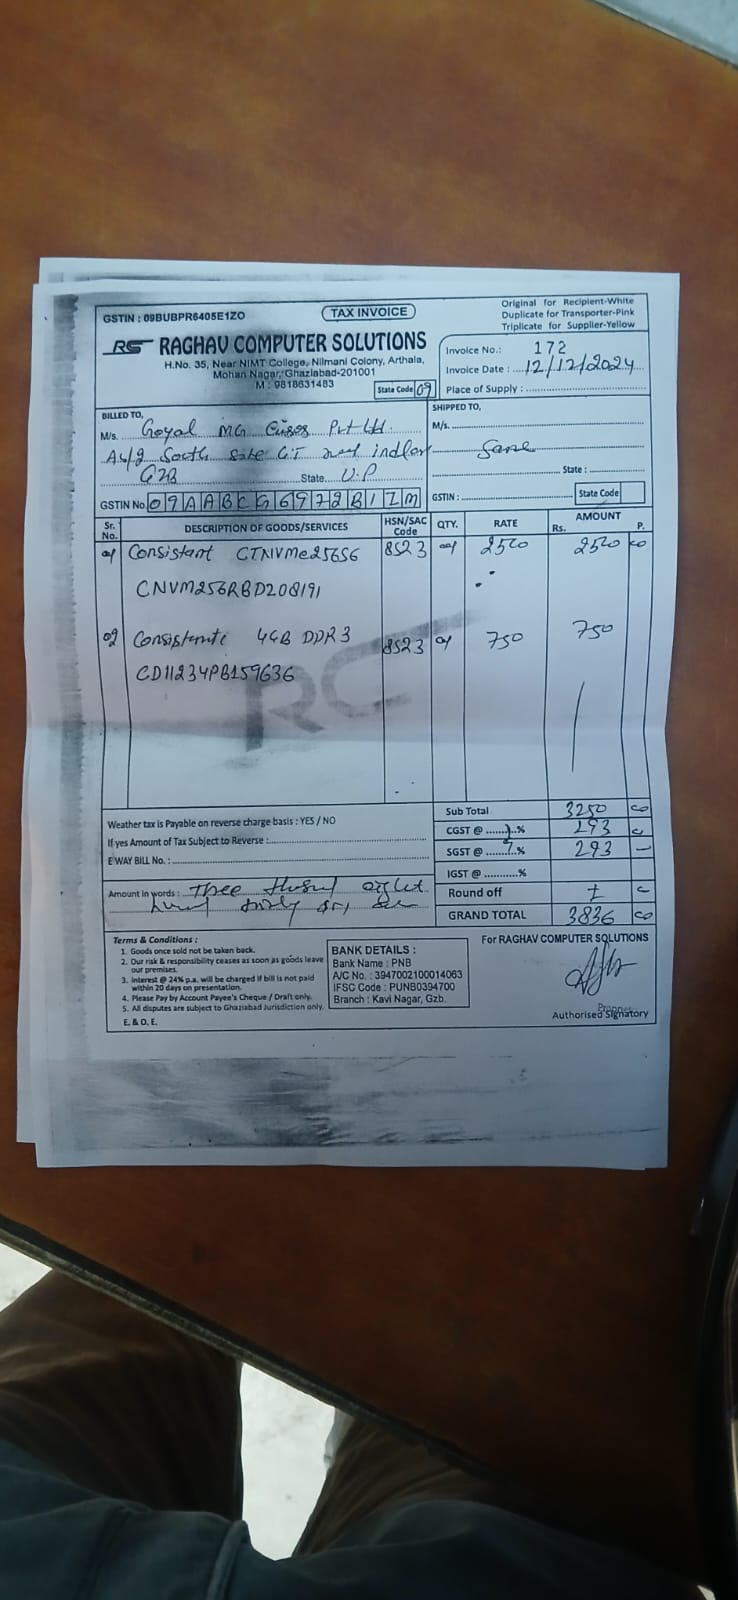 GSTIN : 09BUBPR6405E1ZO
TAX INVOICE
Original for Recipient-White
Duplicate for Transporter-Pink
Triplicate for Supplier-Yellow
RS RAGHAV COMPUTER SOLUTIONS
H.No. 35, Near NIMT College, Nilmani Colony, Arthala,
Mohan Nagar, Ghaziabad-201001
M : 9818631483
State Code 09
Invoice No.: 172
Invoice Date : 12/12/2024
Place of Supply :
BILLED TO,
M/s. Goyal MG Gases Pvt Ltd.
South Side GT
GZB State U.P
GSTIN No. 09AABCG6972B1ZM
SHIPPED TO,
M/s.
Same
State :
GSTIN : State Code
Sr. No. DESCRIPTION OF GOODS/SERVICES HSN/SAC Code QTY. RATE AMOUNT Rs. P.
01 Consistant CTNVMe256S6 8523 01 2500 2500 00
CNVM256RBD208191
02 4GB DDR3 8523 01 750 750
CD11234PB159636
RC
Weather tax is Payable on reverse charge basis : YES / NO
If yes Amount of Tax Subject to Reverse :
E WAY BILL No. :
Amount in words :
Sub Total 3250 00
CGST @ % 293
SGST @ 9 % 293 —
IGST @ %
Round off
GRAND TOTAL 3836 00
Terms & Conditions :
1. Goods once sold not be taken back.
2. Our risk & responsibility ceases as soon as goods leave
our premises.
3. Interest @ 24% p.a. will be charged if bill is not paid
within 20 days on presentation.
4. Please Pay by Account Payee's Cheque / Draft only.
5. All disputes are subject to Ghaziabad Jurisdiction only.
E. & O. E.
BANK DETAILS :
Bank Name : PNB
A/C No. : 3947002100014063
IFSC Code : PUNB0394700
Branch : Kavi Nagar, Gzb.
For RAGHAV COMPUTER SOLUTIONS
Authorised Signatory